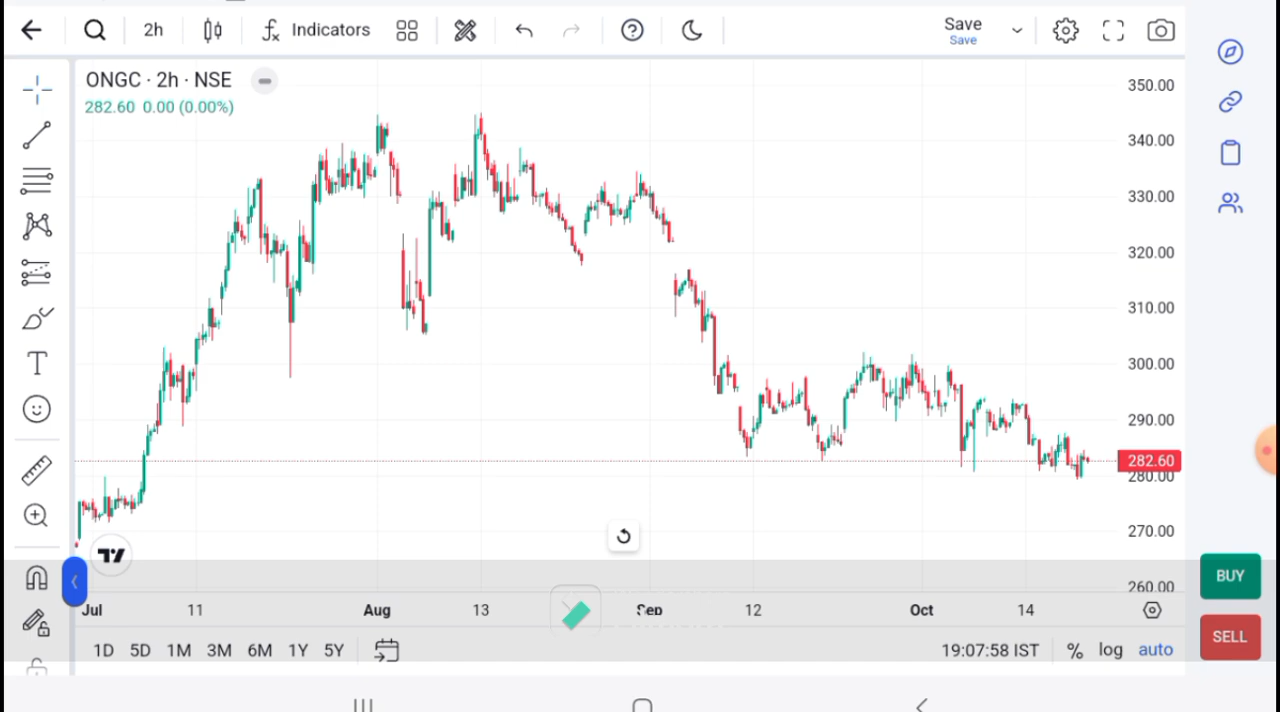 2h
Indicators
Save
Save
ONGC · 2h · NSE
282.60 0.00 (0.00%)
350.00
340.00
330.00
320.00
310.00
300.00
290.00
282.60
280.00
270.00
260.00
BUY
SELL
Jul 11 Aug 13 Sep 12 Oct 14
1D 5D 1M 3M 6M 1Y 5Y
19:07:58 IST % log auto